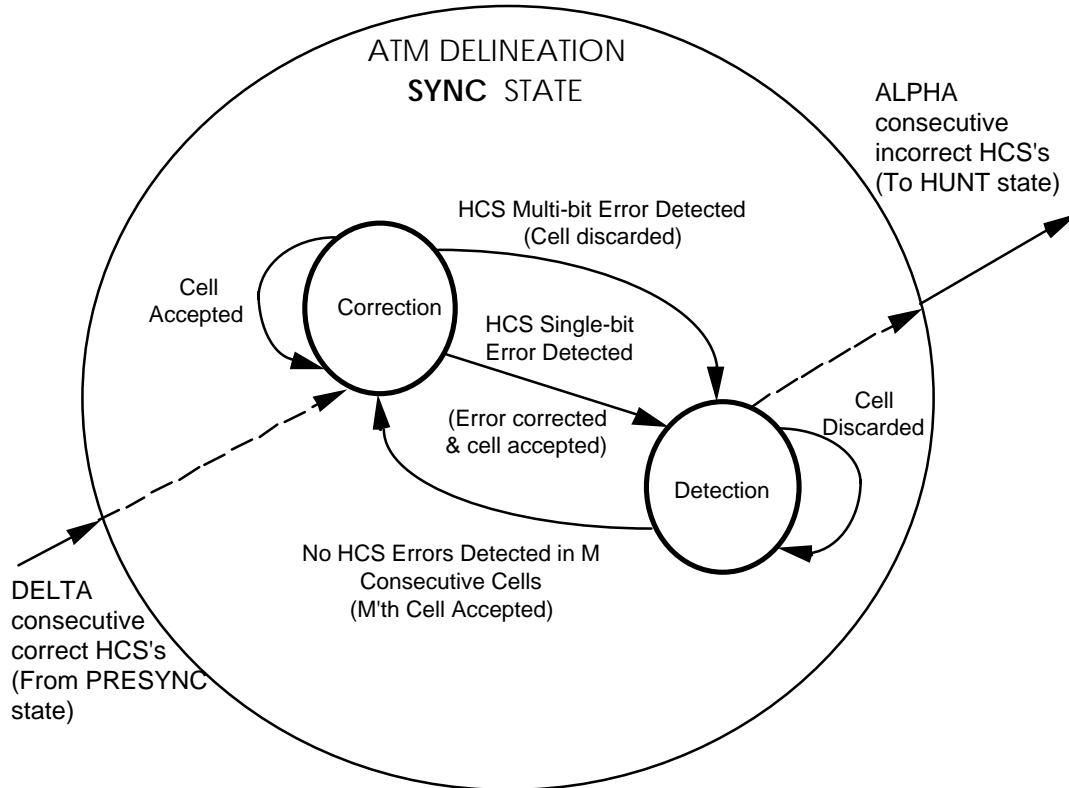 ATM DELINEATION
SYNC STATE
ALPHA
consecutive
incorrect HCS's
(To HUNT state)
HCS Multi-bit Error Detected
(Cell discarded)
Cell
Accepted
Correction
HCS Single-bit
Error Detected
(Error corrected
& cell accepted)
Cell
Discarded
Detection
No HCS Errors Detected in M
Consecutive Cells
(M'th Cell Accepted)
DELTA
consecutive
correct HCS's
(From PRESYNC
state)